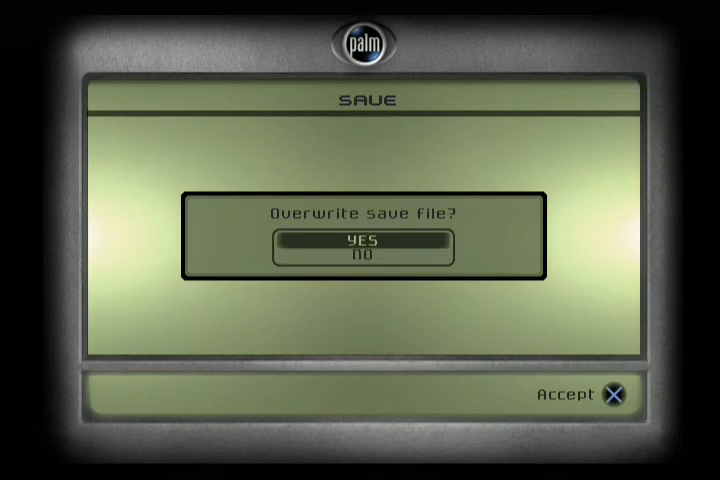 palm
SAVE
Overwrite save file?
YES
NO
Accept